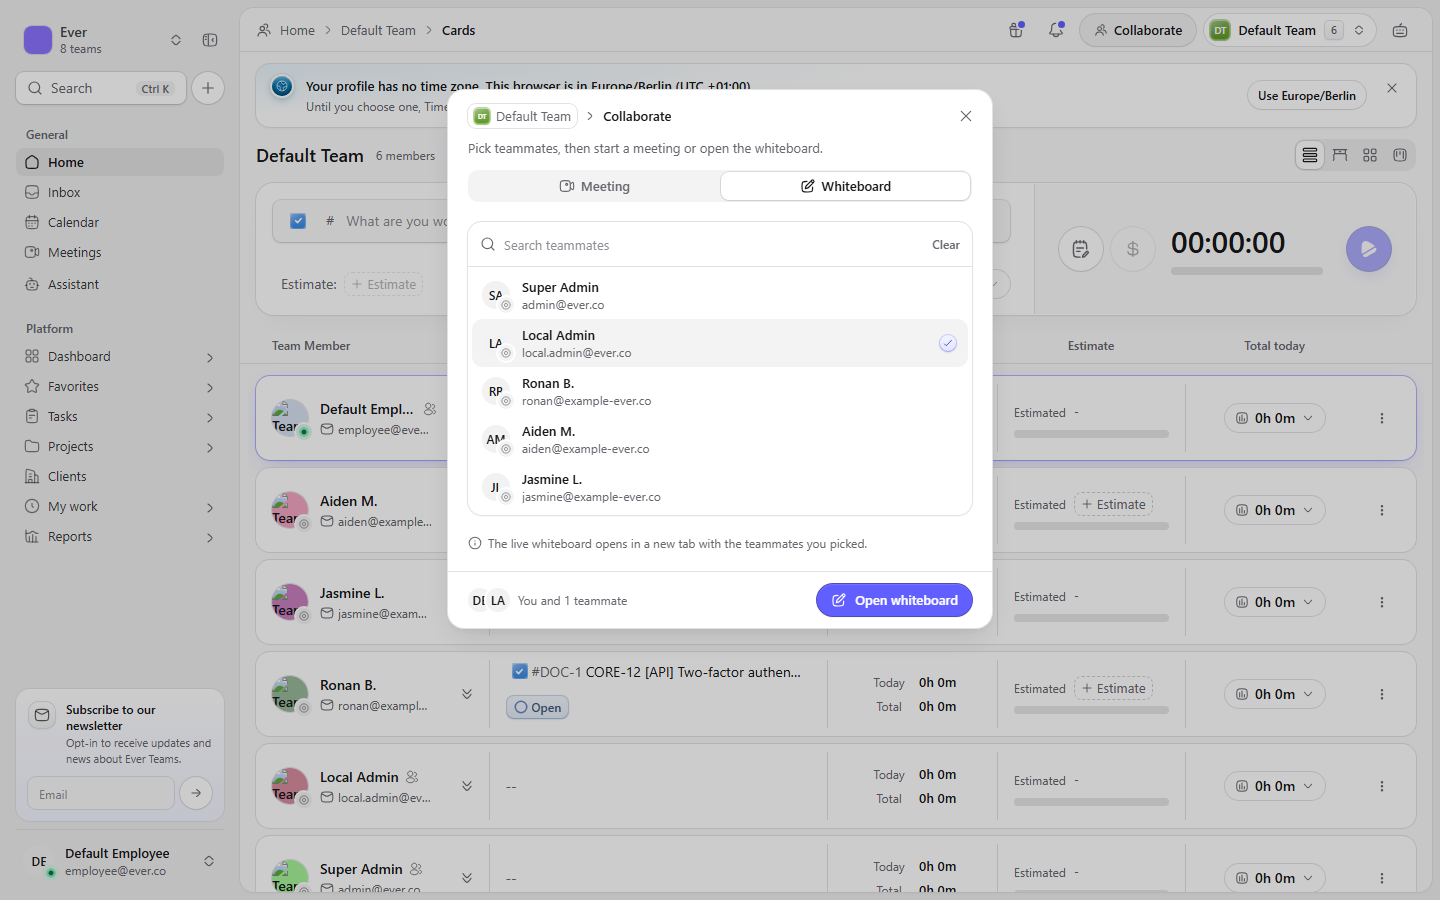 Ever
8 teams
Search
Ctrl K
General
Home
Inbox
Calendar
Meetings
Assistant
Platform
Dashboard
Favorites
Tasks
Projects
Clients
My work
Reports
Subscribe to our
newsletter
Opt-in to receive updates and
news about Ever Teams.
Email
DE
Default Employee
employee@ever.co
Home
Default Team
Cards
Collaborate
DT
Default Team
6
Your profile has no time zone. This browser is in Europe/Berlin (UTC +01:00)
Until you choose one, Time
Use Europe/Berlin
Default Team
6 members
# What are you wo
Estimate:
+ Estimate
$
00:00:00
Team Member
Estimate
Total today
Default Empl...
employee@eve...
Estimated -
0h 0m
Aiden M.
aiden@example...
Estimated
+ Estimate
0h 0m
Jasmine L.
jasmine@exam...
Estimated -
0h 0m
Ronan B.
ronan@exampl...
#DOC-1 CORE-12 [API] Two-factor authen...
Open
Today 0h 0m
Total 0h 0m
Estimated
+ Estimate
0h 0m
Local Admin
local.admin@ev...
--
Today 0h 0m
Total 0h 0m
Estimated -
0h 0m
Super Admin
admin@ever.co
--
Today 0h 0m
Total 0h 0m
Estimated -
0h 0m
DT
Default Team
Collaborate
Pick teammates, then start a meeting or open the whiteboard.
Meeting
Whiteboard
Search teammates
Clear
SA
Super Admin
admin@ever.co
LA
Local Admin
local.admin@ever.co
Ronan B.
ronan@example-ever.co
AM
Aiden M.
aiden@example-ever.co
Jasmine L.
jasmine@example-ever.co
The live whiteboard opens in a new tab with the teammates you picked.
LA
You and 1 teammate
Open whiteboard